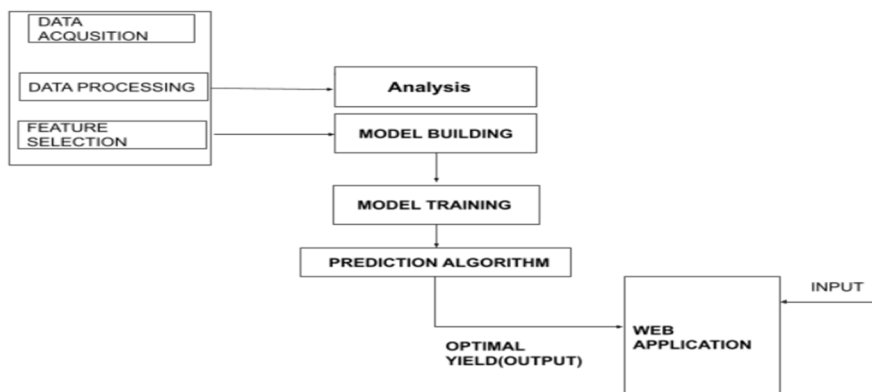 DATA
ACQUSITION
DATA PROCESSING
FEATURE
SELECTION
Analysis
MODEL BUILDING
MODEL TRAINING
PREDICTION ALGORITHM
OPTIMAL
YIELD(OUTPUT)
WEB
APPLICATION
INPUT